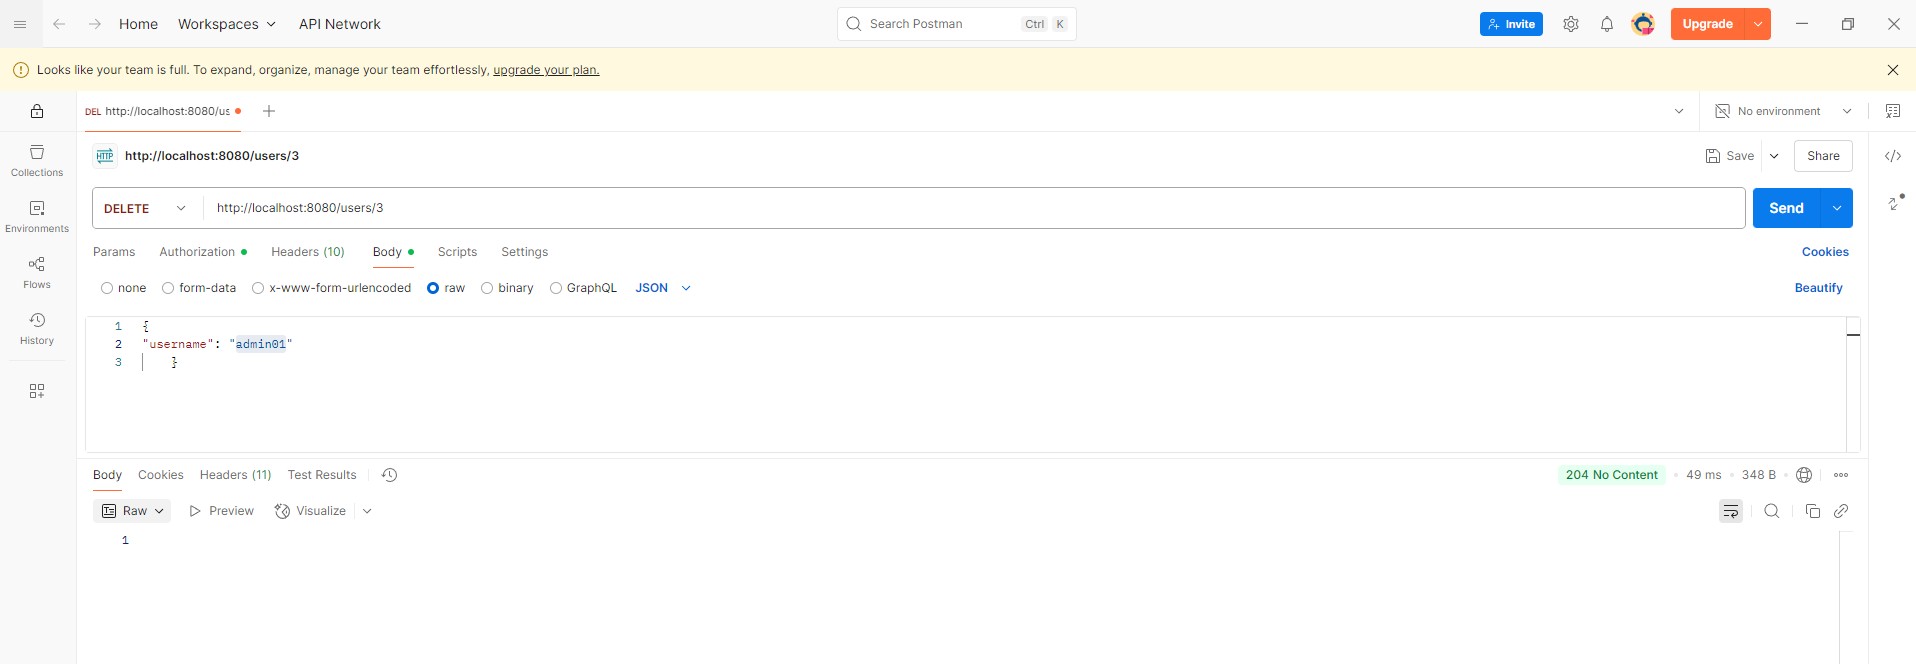 Home Workspaces API Network Search Postman Ctrl K Invite Upgrade
Looks like your team is full. To expand, organize, manage your team effortlessly, upgrade your plan.
DEL http://localhost:8080/us No environment
HTTP http://localhost:8080/users/3 Save Share
Collections
DELETE http://localhost:8080/users/3 Send
Environments
Params Authorization Headers (10) Body Scripts Settings Cookies
Flows
none form-data x-www-form-urlencoded raw binary GraphQL JSON Beautify
History
1 {
2 "username": "admin01"
3 }
Body Cookies Headers (11) Test Results 204 No Content 49 ms 348 B
Raw Preview Visualize
1